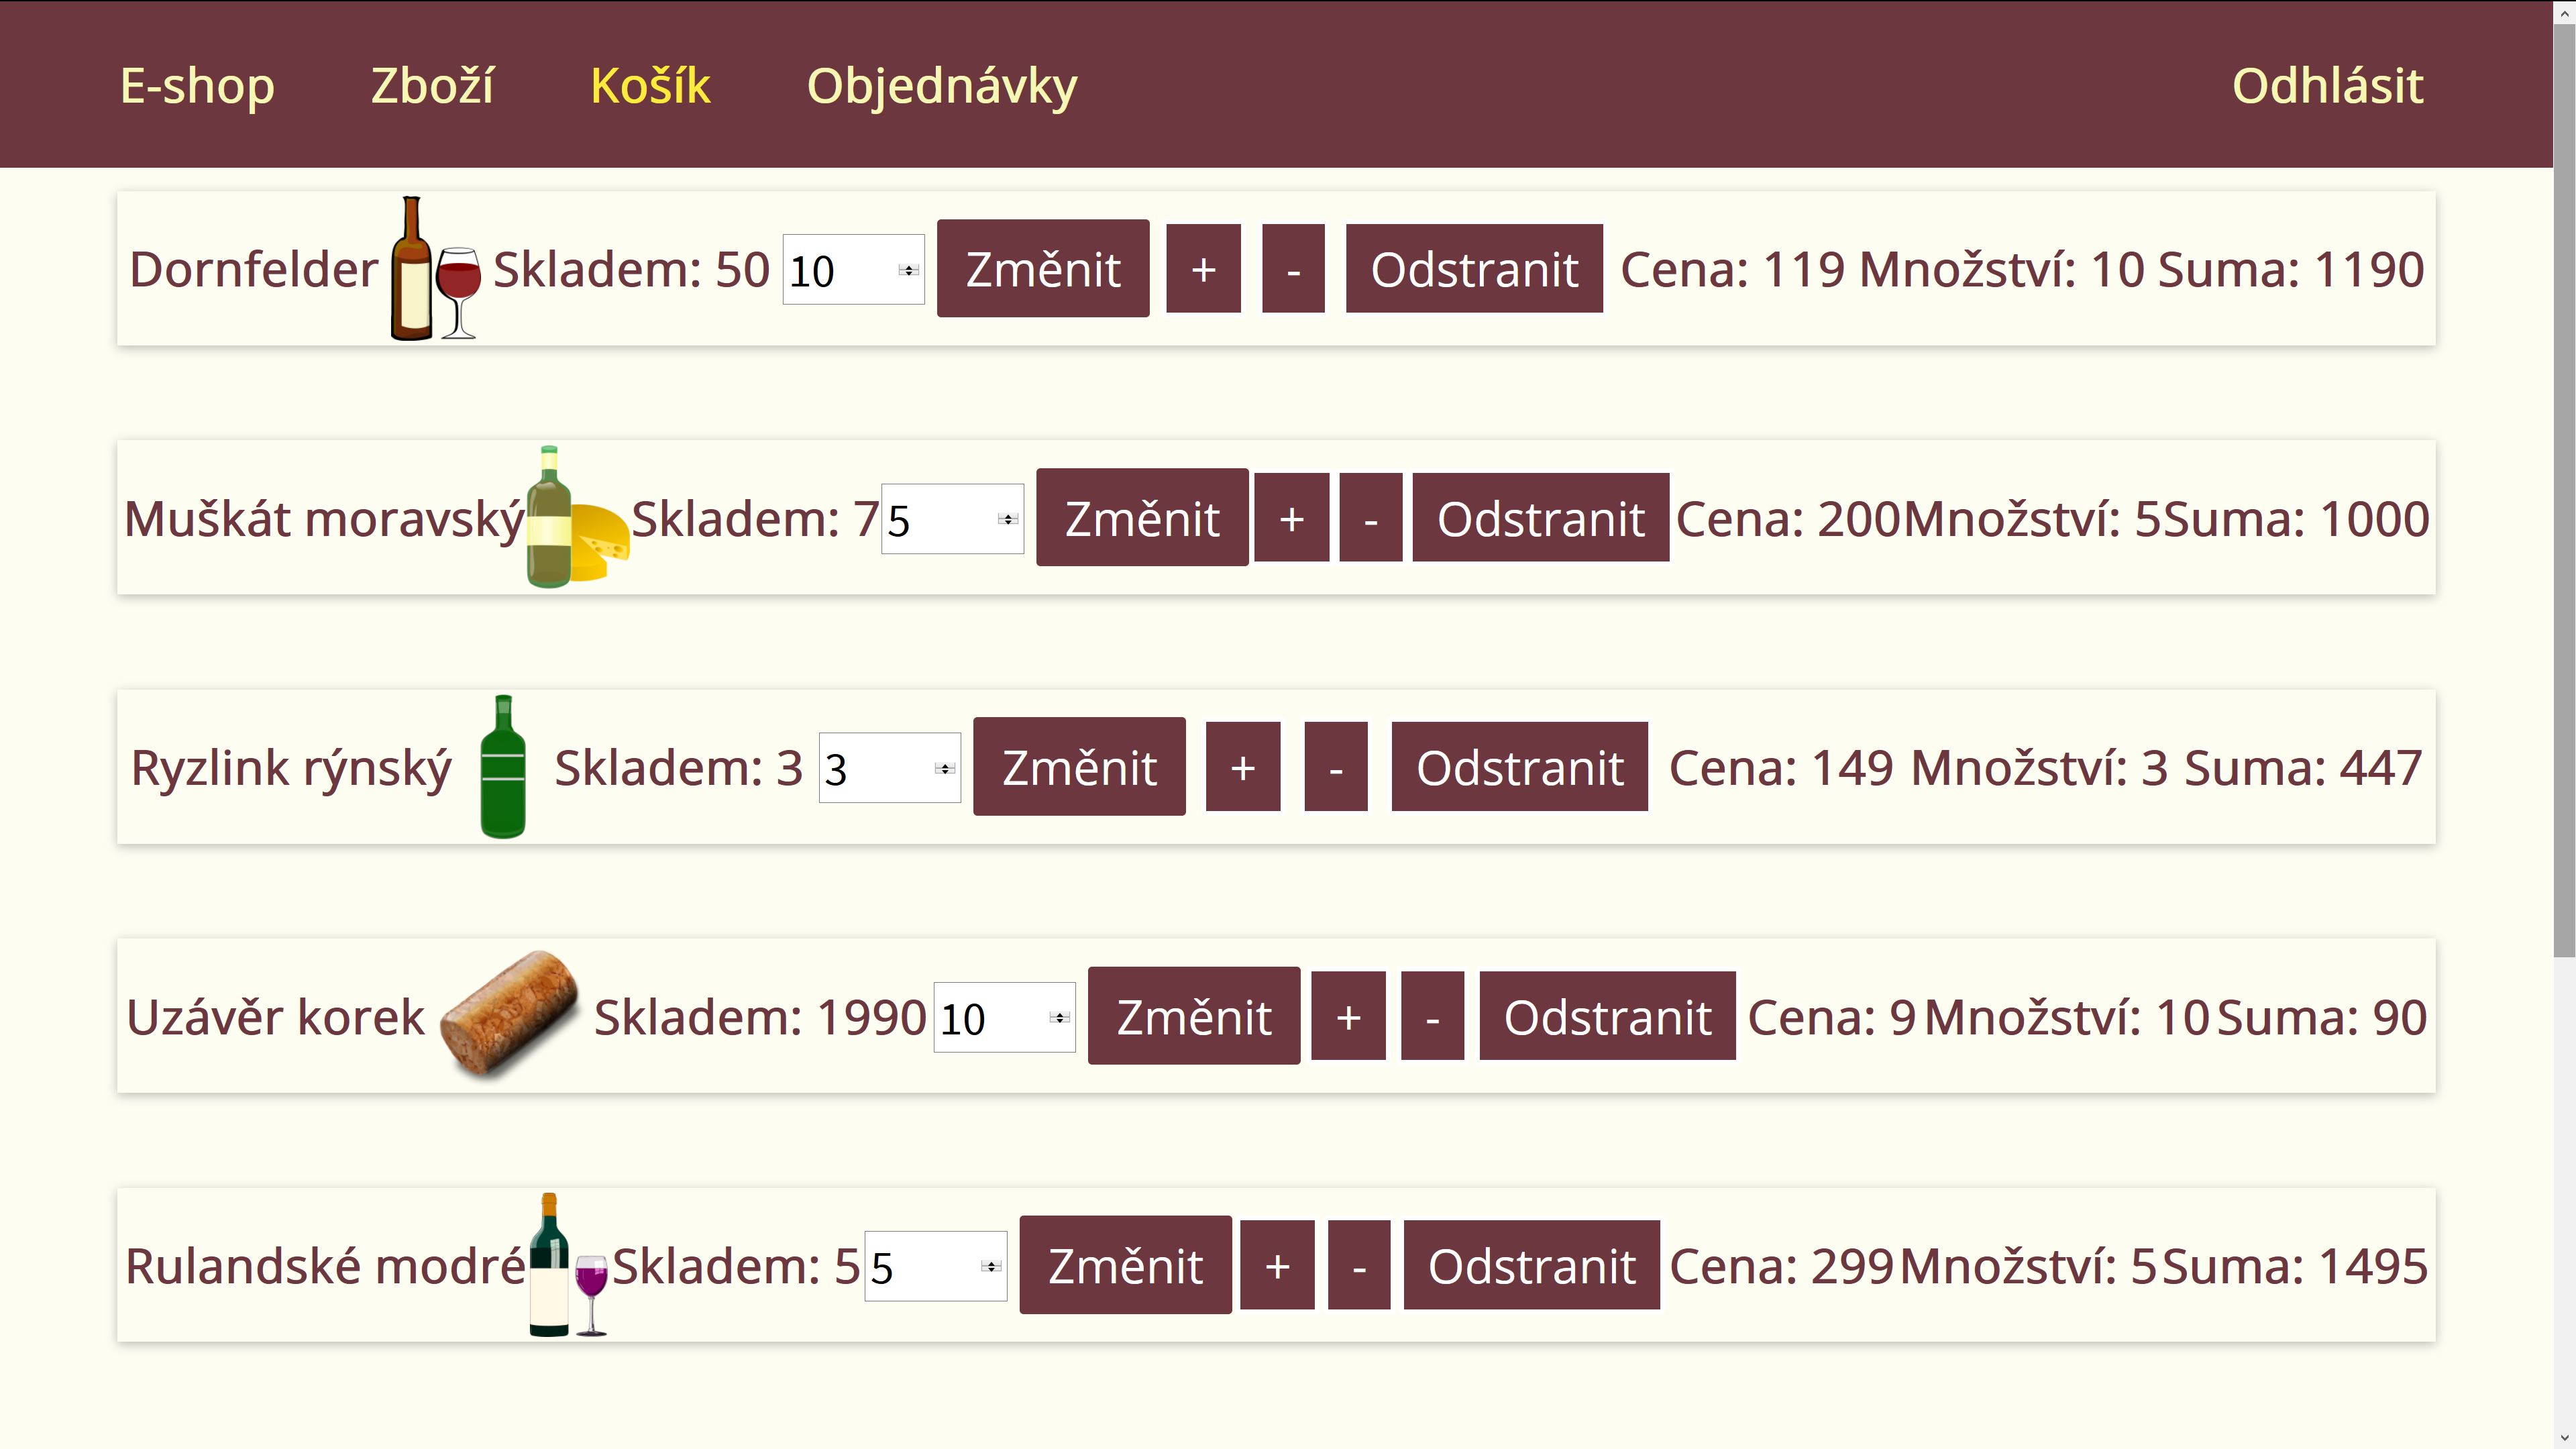 E-shop Zboží Košík Objednávky Odhlásit
Dornfelder Skladem: 50 10 Změnit + - Odstranit Cena: 119 Množství: 10 Suma: 1190
Muškát moravský Skladem: 7 5 Změnit + - Odstranit Cena: 200 Množství: 5 Suma: 1000
Ryzlink rýnský Skladem: 3 3 Změnit + - Odstranit Cena: 149 Množství: 3 Suma: 447
Uzávěr korek Skladem: 1990 10 Změnit + - Odstranit Cena: 9 Množství: 10 Suma: 90
Rulandské modré Skladem: 5 5 Změnit + - Odstranit Cena: 299 Množství: 5 Suma: 1495